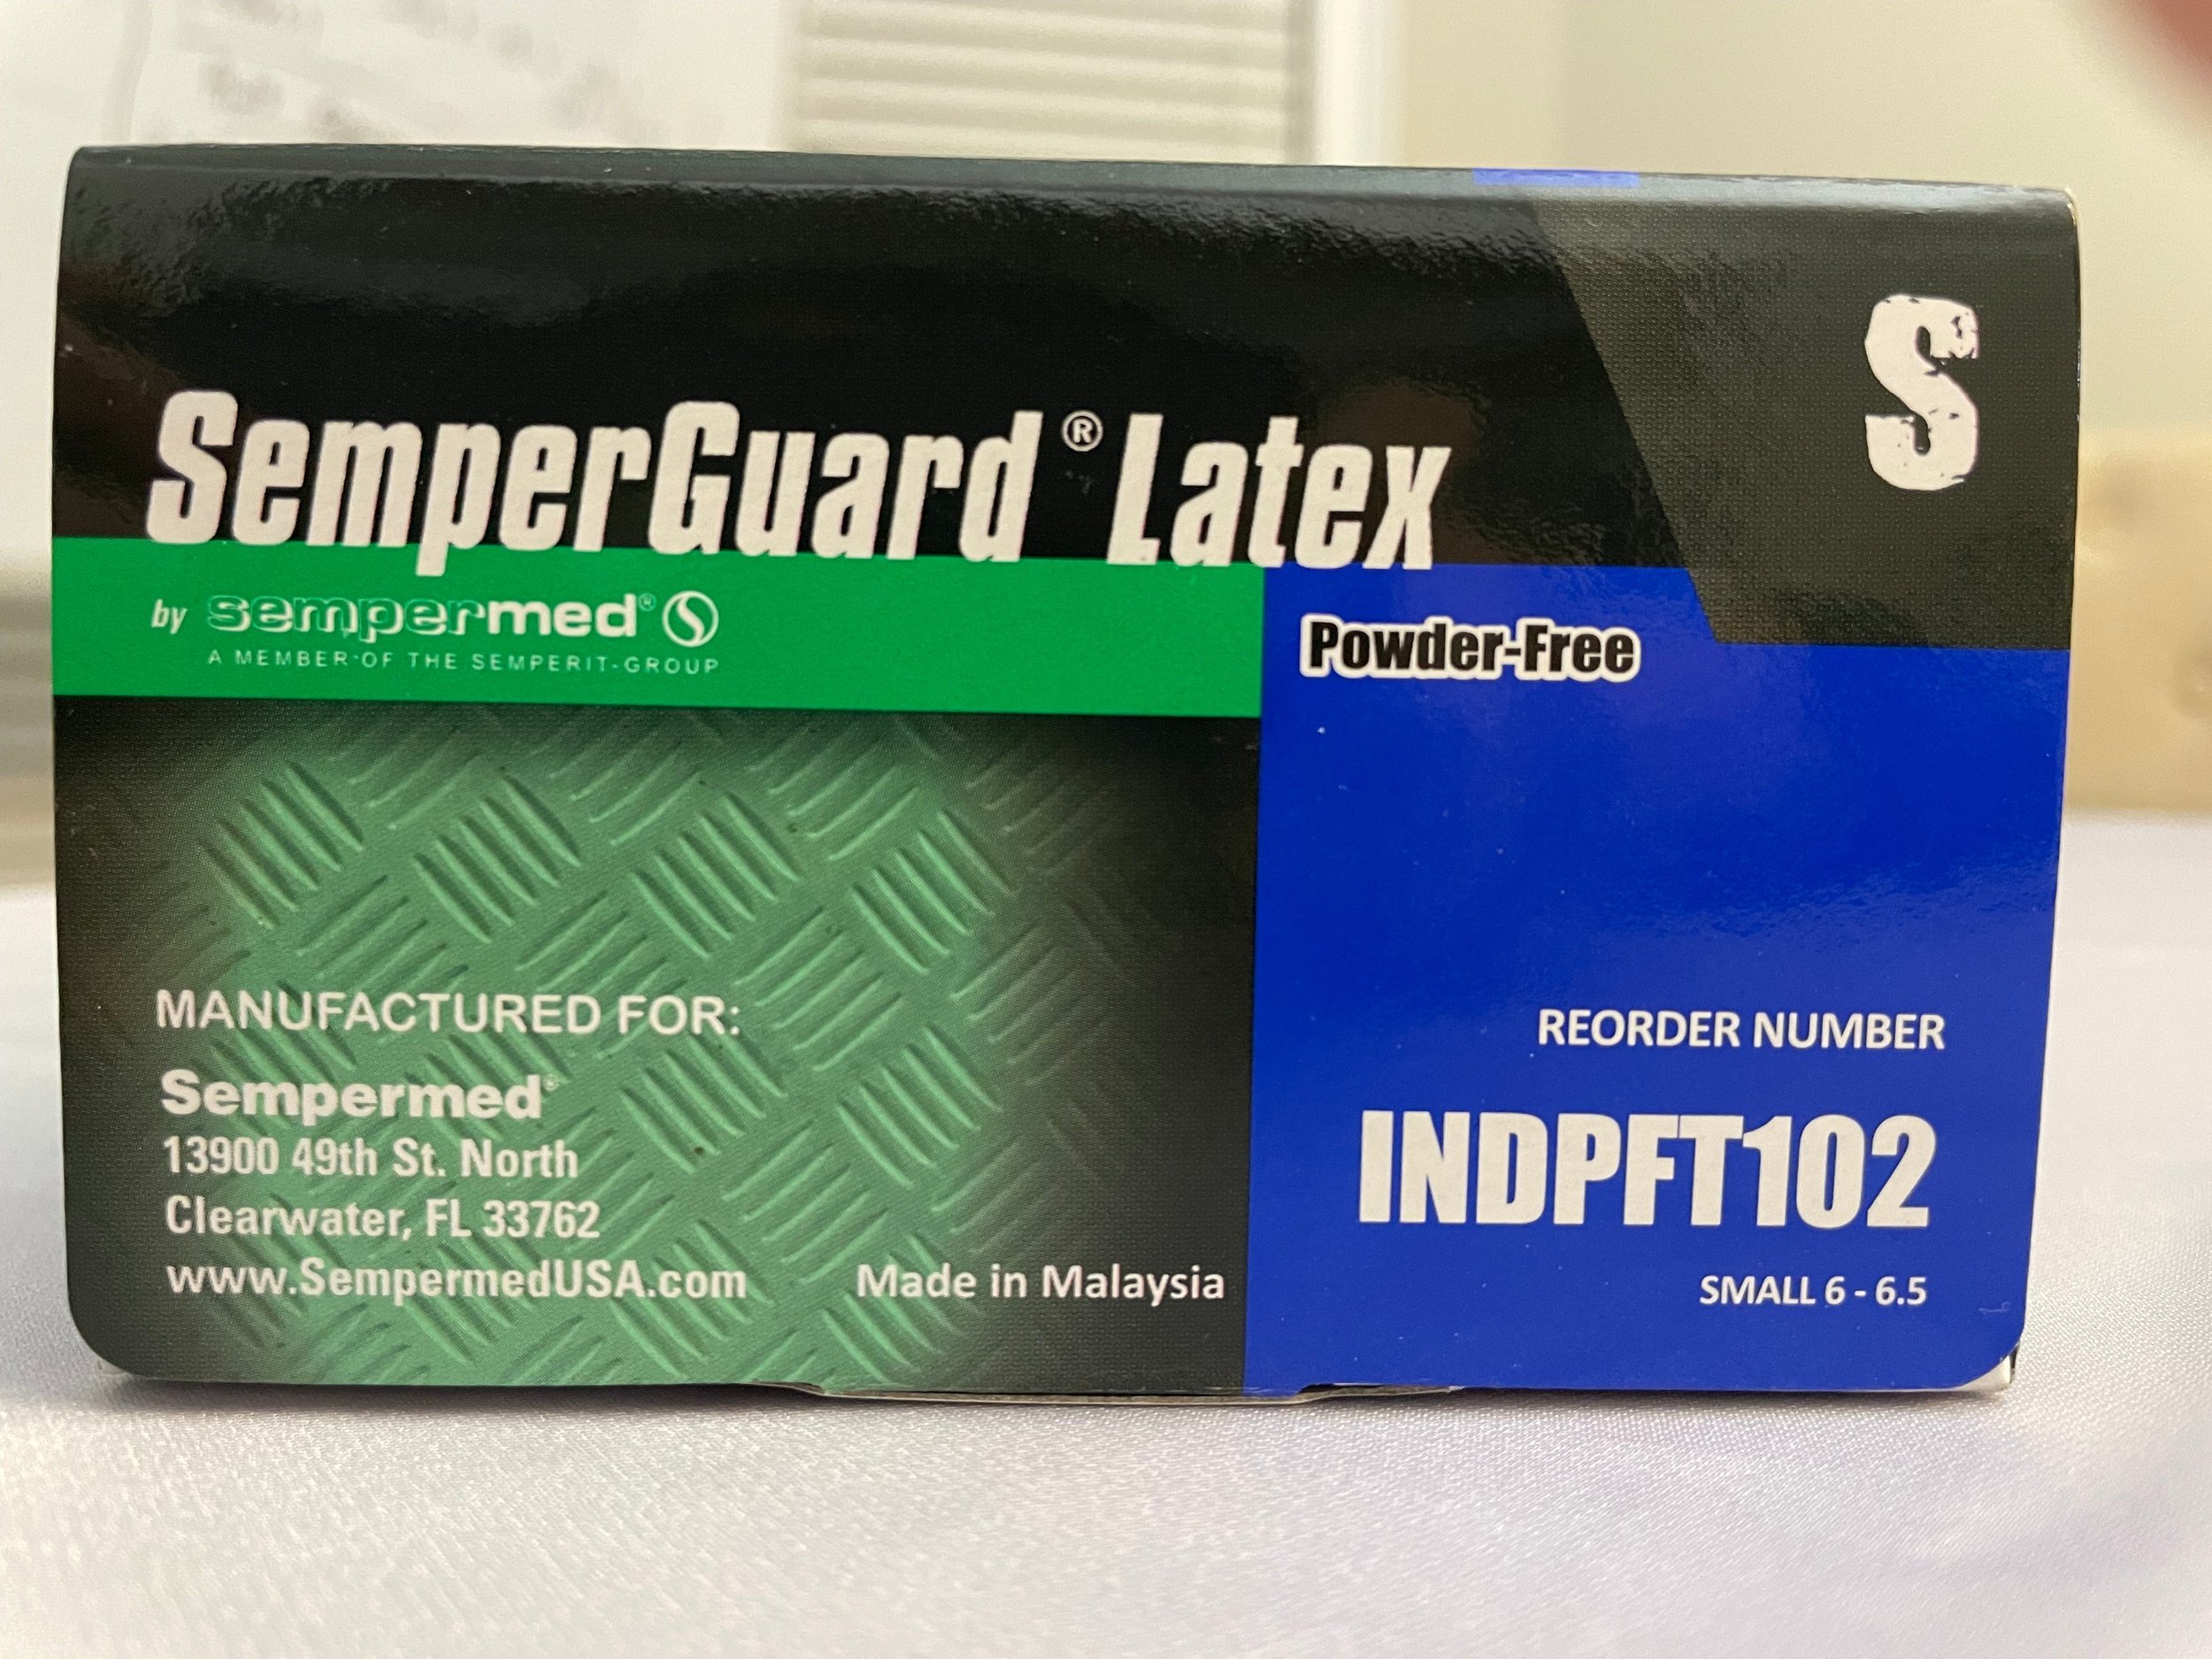 S
SemperGuard® Latex
by sempermed®
A MEMBER OF THE SEMPERIT-GROUP
Powder-Free
MANUFACTURED FOR:
Sempermed®
13900 49th St. North
Clearwater, FL 33762
www.SempermedUSA.com
Made in Malaysia
REORDER NUMBER
INDPFT102
SMALL 6 - 6.5